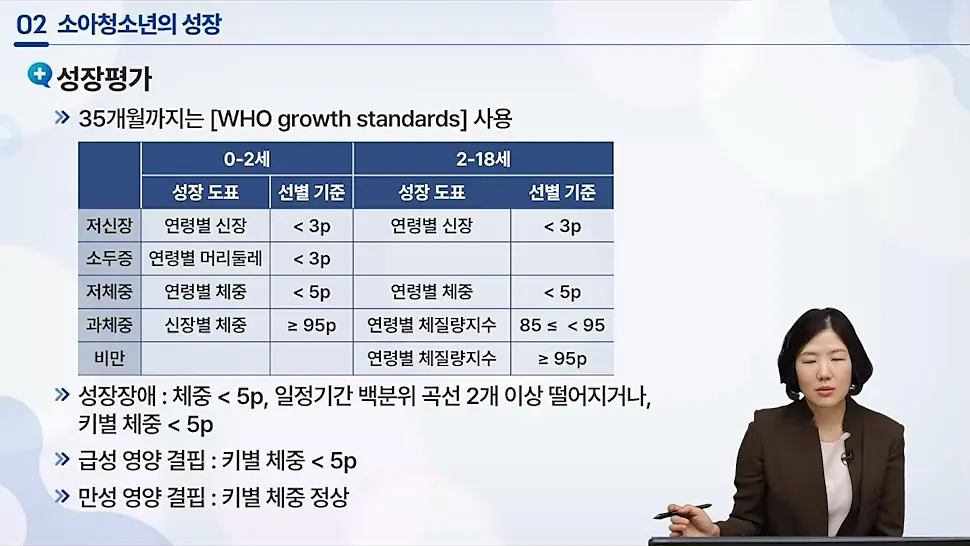 02 소아청소년의 성장
성장평가
35개월까지는 [WHO growth standards] 사용
0-2세 2-18세
성장 도표 선별 기준 성장 도표 선별 기준
저신장 연령별 신장 < 3p 연령별 신장 < 3p
소두증 연령별 머리둘레 < 3p
저체중 연령별 체중 < 5p 연령별 체중 < 5p
과체중 신장별 체중 ≥ 95p 연령별 체질량지수 85 ≤ < 95
비만 연령별 체질량지수 ≥ 95p
성장장애 : 체중 < 5p, 일정기간 백분위 곡선 2개 이상 떨어지거나,
키별 체중 < 5p
급성 영양 결핍 : 키별 체중 < 5p
만성 영양 결핍 : 키별 체중 정상